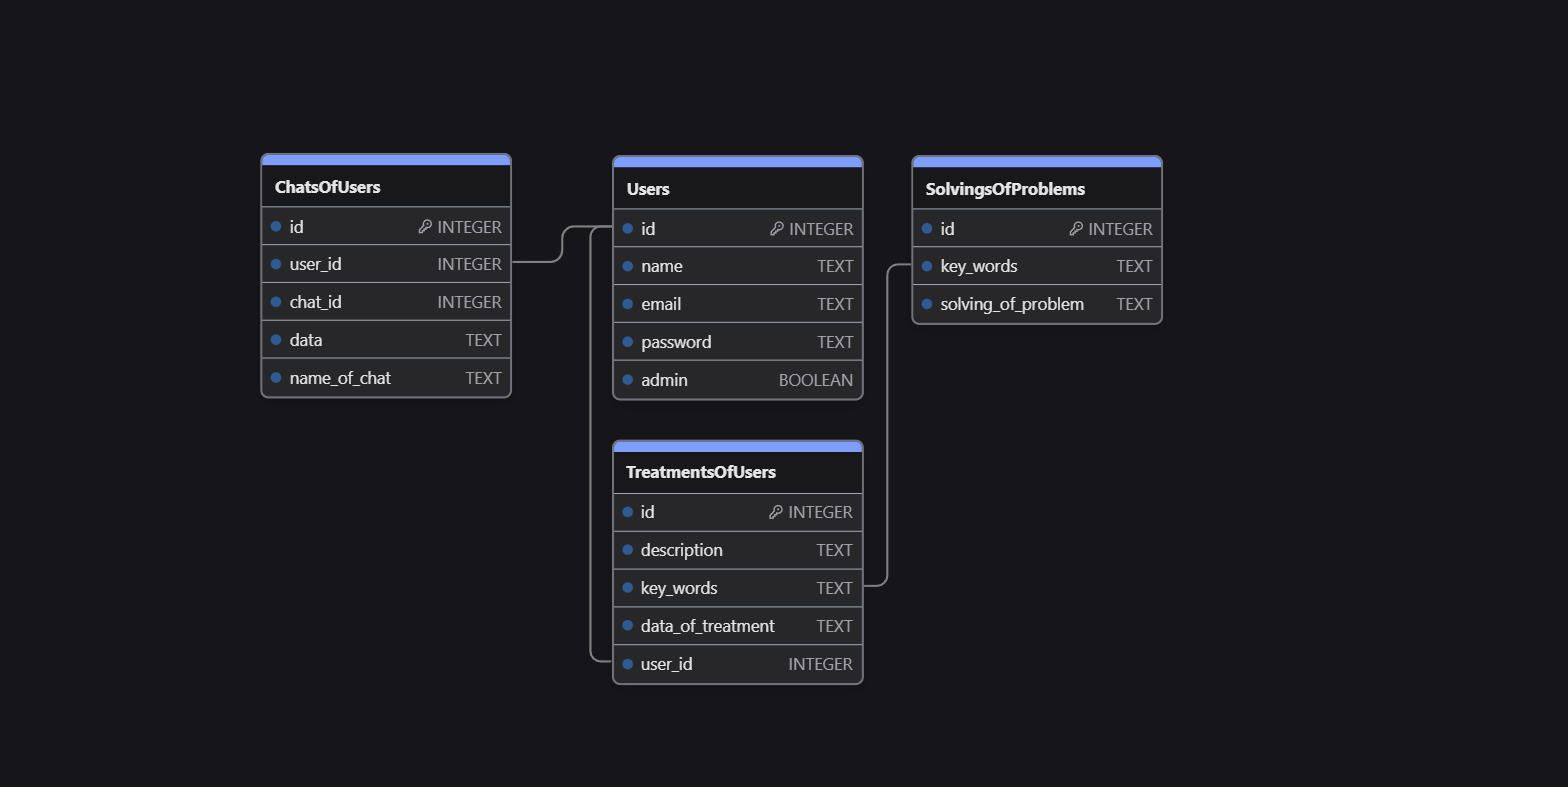 ChatsOfUsers
id INTEGER
user_id INTEGER
chat_id INTEGER
data TEXT
name_of_chat TEXT
Users
id INTEGER
name TEXT
email TEXT
password TEXT
admin BOOLEAN
SolvingsOfProblems
id INTEGER
key_words TEXT
solving_of_problem TEXT
TreatmentsOfUsers
id INTEGER
description TEXT
key_words TEXT
data_of_treatment TEXT
user_id INTEGER